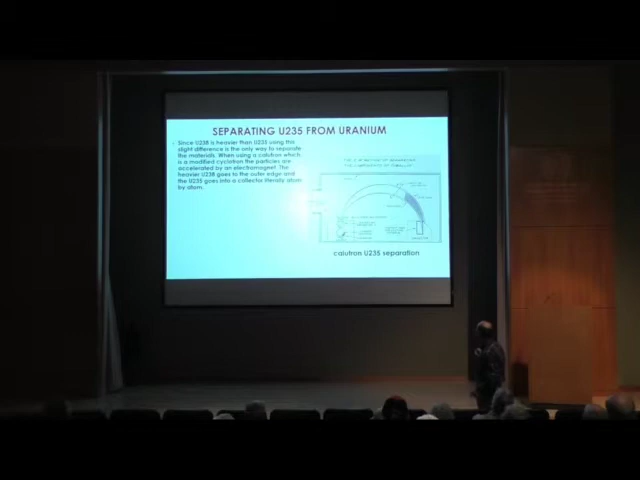 SEPARATING U235 FROM URANIUM
Since U238 is heavier than U235 using this
slight difference is the only way to separate
the materials. When using a calutron which
is a modified cyclotron the particles are
accelerated by an electromagnet. The
heavier U238 goes to the outer edge and
the U235 goes into a collector literally atom
by atom.
calutron U235 separation